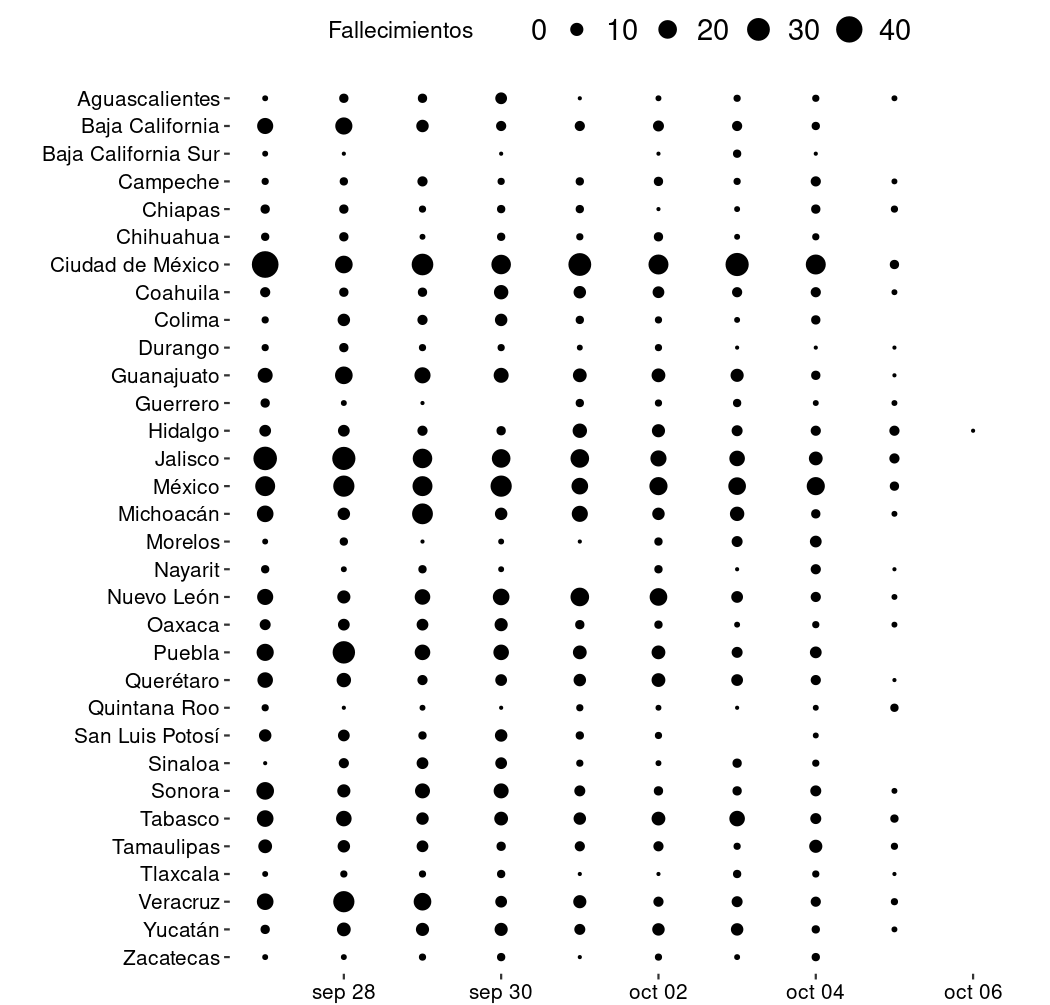 Fallecimientos 0 10 20 30 40
Aguascalientes
Baja California
Baja California Sur
Campeche
Chiapas
Chihuahua
Ciudad de México
Coahuila
Colima
Durango
Guanajuato
Guerrero
Hidalgo
Jalisco
México
Michoacán
Morelos
Nayarit
Nuevo León
Oaxaca
Puebla
Querétaro
Quintana Roo
San Luis Potosí
Sinaloa
Sonora
Tabasco
Tamaulipas
Tlaxcala
Veracruz
Yucatán
Zacatecas
sep 28 sep 30 oct 02 oct 04 oct 06